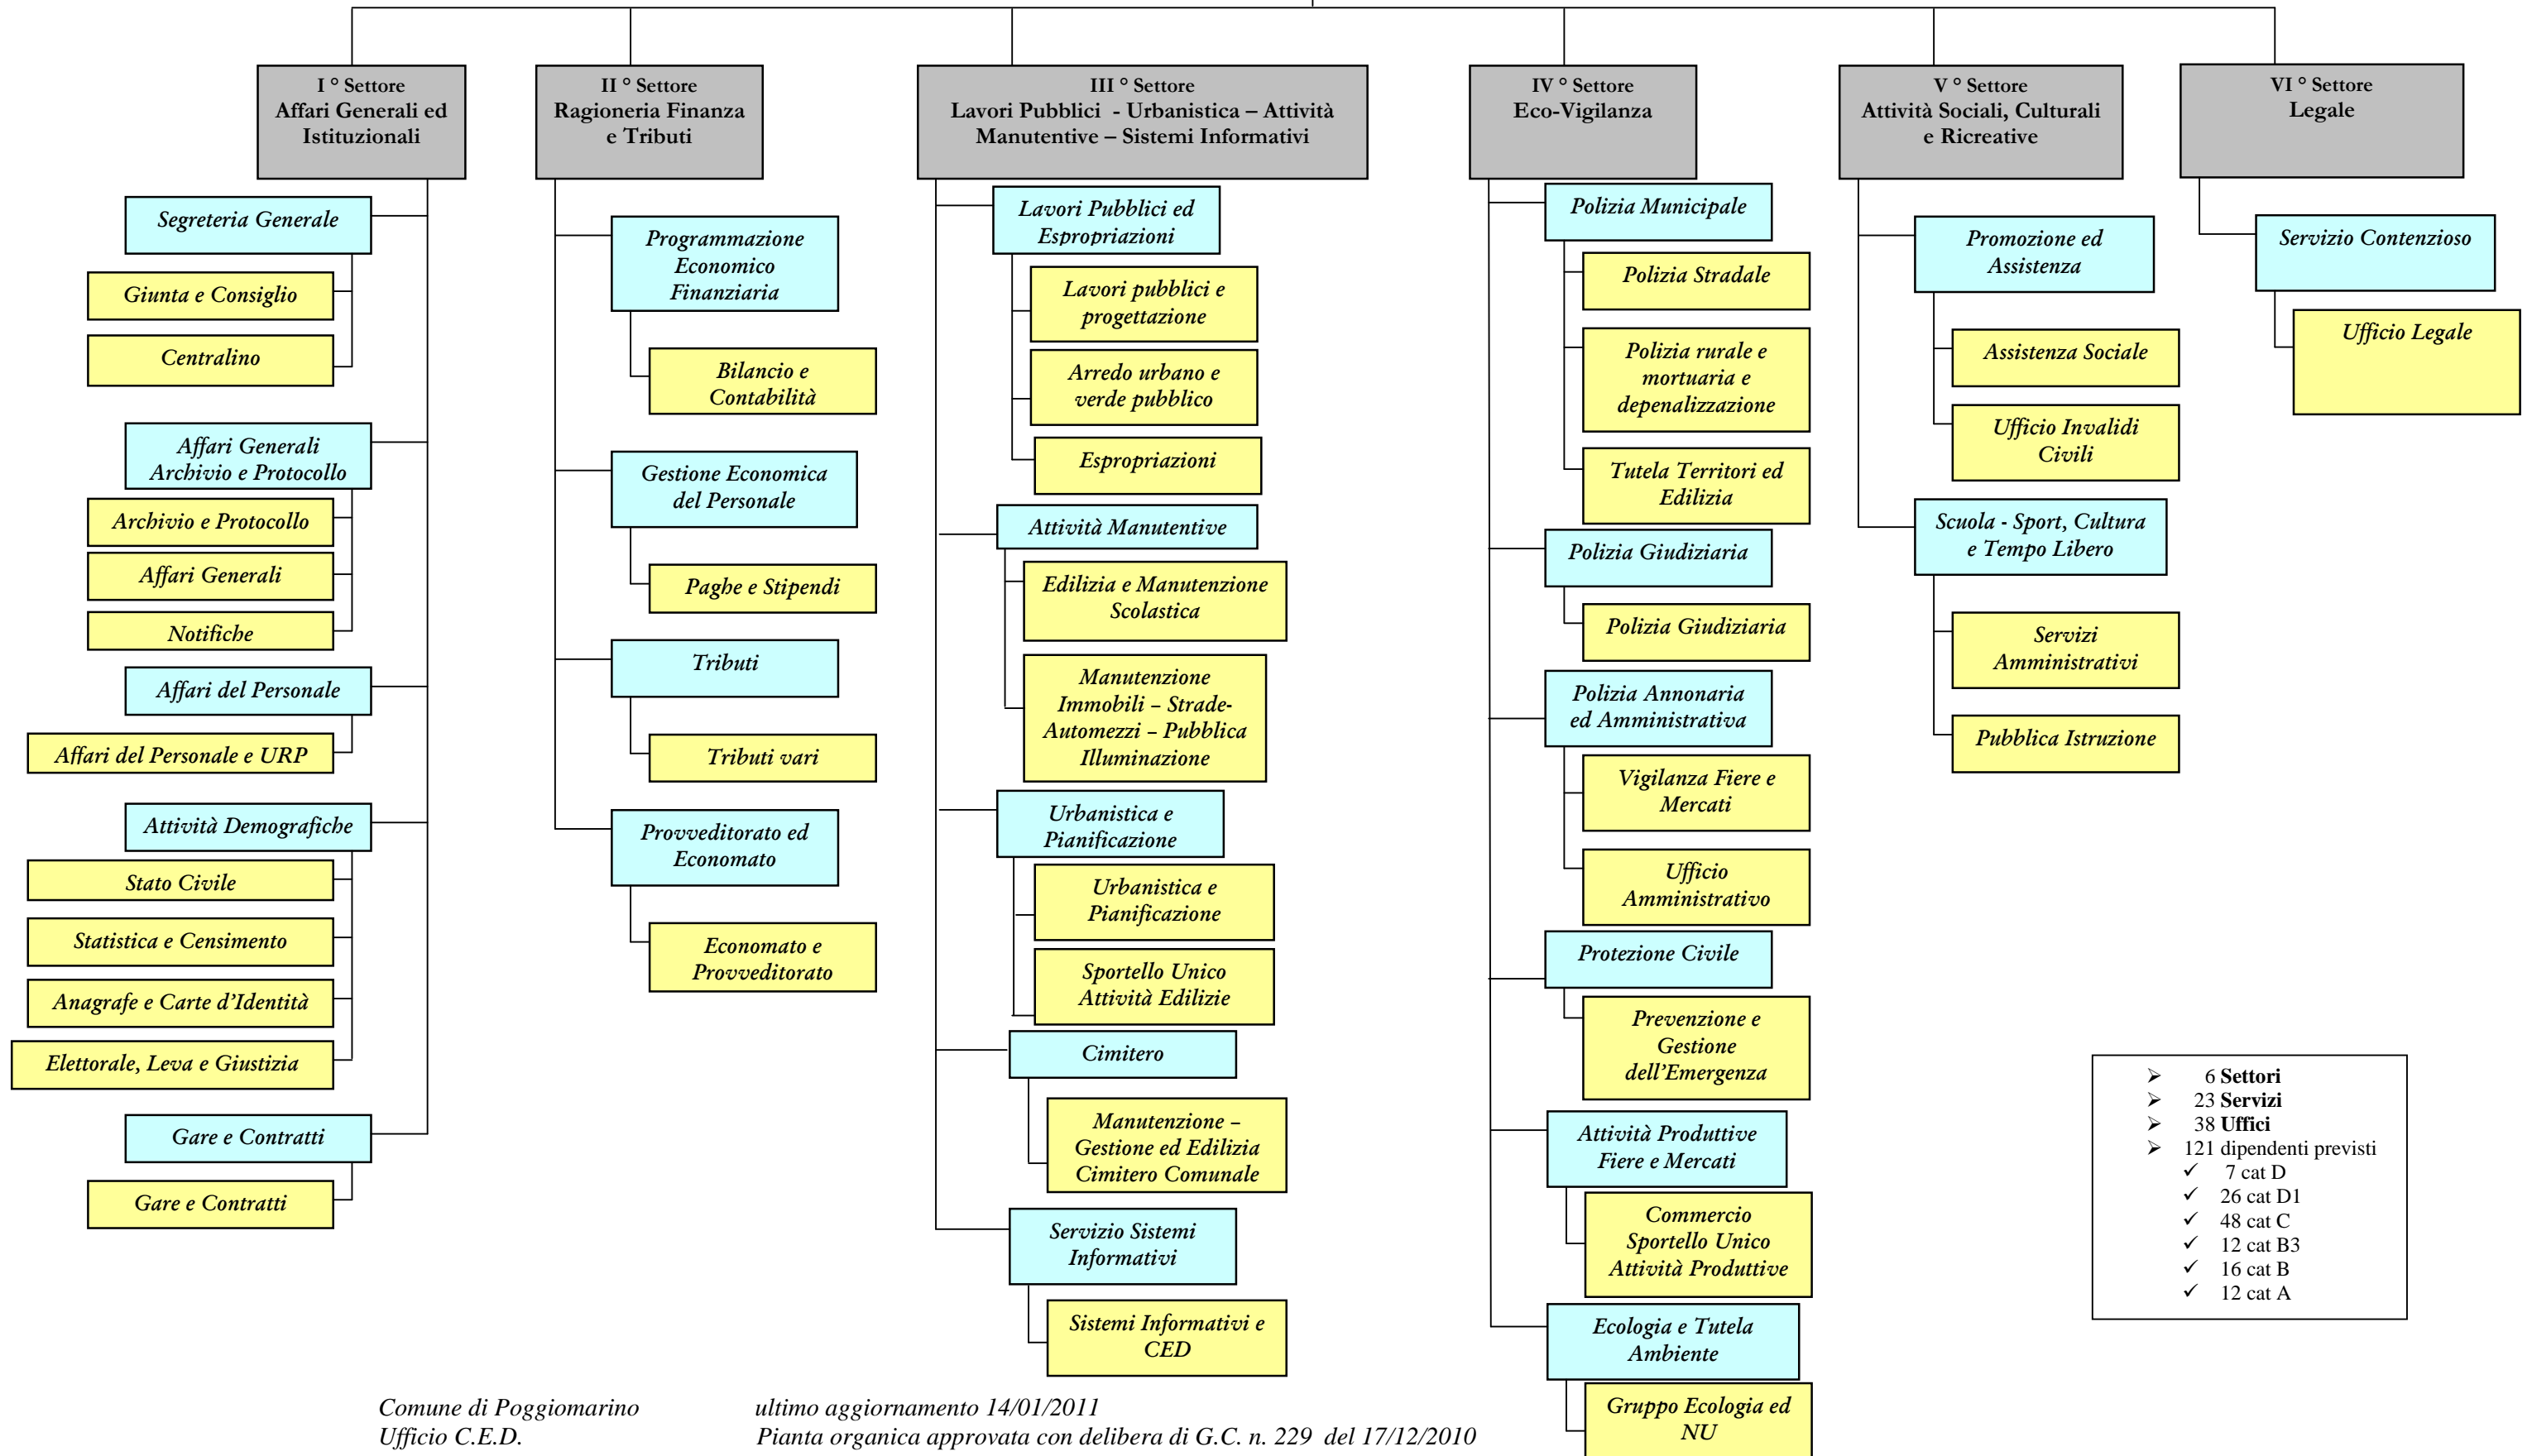 I ° Settore
Affari Generali ed
Istituzionali
Segreteria Generale
Giunta e Consiglio
Centralino
Affari Generali
Archivio e Protocollo
Archivio e Protocollo
Affari Generali
Notifiche
Affari del Personale
Affari del Personale e URP
Attività Demografiche
Stato Civile
Statistica e Censimento
Anagrafe e Carte d'Identità
Elettorale, Leva e Giustizia
Gare e Contratti
Gare e Contratti
II ° Settore
Ragioneria Finanza
e Tributi
Programmazione
Economico
Finanziaria
Bilancio e
Contabilità
Gestione Economica
del Personale
Paghe e Stipendi
Tributi
Tributi vari
Provveditorato ed
Economato
Economato e
Provveditorato
III ° Settore
Lavori Pubblici - Urbanistica – Attività
Manutentive – Sistemi Informativi
Lavori Pubblici ed
Espropriazioni
Lavori pubblici e
progettazione
Arredo urbano e
verde pubblico
Espropriazioni
Attività Manutentive
Edilizia e Manutenzione
Scolastica
Manutenzione
Immobili – Strade-
Automezzi – Pubblica
Illuminazione
Urbanistica e
Pianificazione
Urbanistica e
Pianificazione
Sportello Unico
Attività Edilizie
Cimitero
Manutenzione –
Gestione ed Edilizia
Cimitero Comunale
Servizio Sistemi
Informativi
Sistemi Informativi e
CED
IV ° Settore
Eco-Vigilanza
Polizia Municipale
Polizia Stradale
Polizia rurale e
mortuaria e
depenalizzazione
Tutela Territori ed
Edilizia
Polizia Giudiziaria
Polizia Giudiziaria
Polizia Annonaria
ed Amministrativa
Vigilanza Fiere e
Mercati
Ufficio
Amministrativo
Protezione Civile
Prevenzione e
Gestione
dell'Emergenza
Attività Produttive
Fiere e Mercati
Commercio
Sportello Unico
Attività Produttive
Ecologia e Tutela
Ambiente
Gruppo Ecologia ed
NU
V ° Settore
Attività Sociali, Culturali
e Ricreative
Promozione ed
Assistenza
Assistenza Sociale
Ufficio Invalidi
Civili
Scuola - Sport, Cultura
e Tempo Libero
Servizi
Amministrativi
Pubblica Istruzione
VI ° Settore
Legale
Servizio Contenzioso
Ufficio Legale
➢ 6 Settori
➢ 23 Servizi
➢ 38 Uffici
➢ 121 dipendenti previsti
✓ 7 cat D
✓ 26 cat D1
✓ 48 cat C
✓ 12 cat B3
✓ 16 cat B
✓ 12 cat A
Comune di Poggiomarino ultimo aggiornamento 14/01/2011
Ufficio C.E.D. Pianta organica approvata con delibera di G.C. n. 229 del 17/12/2010